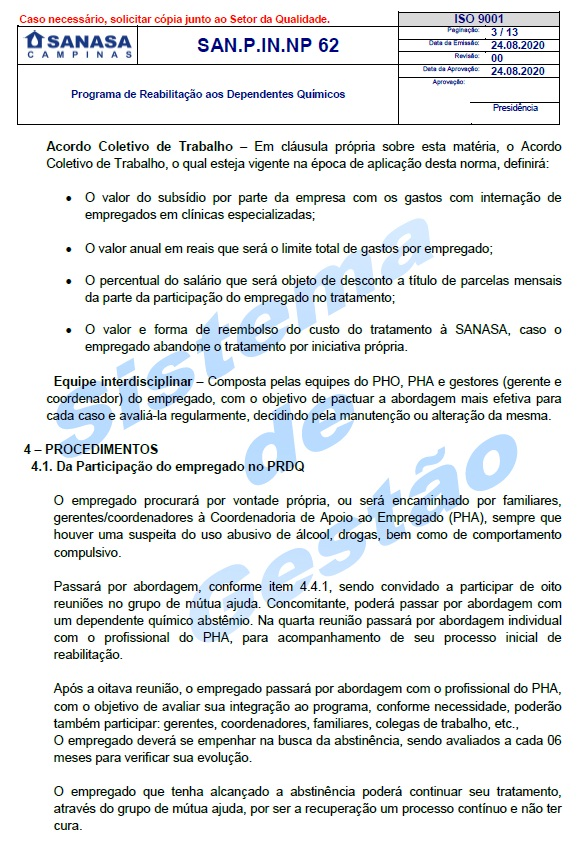 Caso necessário, solicitar cópia junto ao Setor da Qualidade.
ISO 9001
SANASA
CAMPINAS
SAN.P.IN.NP 62
Paginação: 3 / 13
Data da Emissão: 24.08.2020
Revisão: 00
Data da Aprovação: 24.08.2020
Programa de Reabilitação aos Dependentes Químicos
Aprovação:
Presidência
Acordo Coletivo de Trabalho – Em cláusula própria sobre esta matéria, o Acordo
Coletivo de Trabalho, o qual esteja vigente na época de aplicação desta norma, definirá:
• O valor do subsídio por parte da empresa com os gastos com internação de
empregados em clínicas especializadas;
• O valor anual em reais que será o limite total de gastos por empregado;
• O percentual do salário que será objeto de desconto a título de parcelas mensais
da parte da participação do empregado no tratamento;
• O valor e forma de reembolso do custo do tratamento à SANASA, caso o
empregado abandone o tratamento por iniciativa própria.
Equipe interdisciplinar – Composta pelas equipes do PHO, PHA e gestores (gerente e
coordenador) do empregado, com o objetivo de pactuar a abordagem mais efetiva para
cada caso e avaliá-la regularmente, decidindo pela manutenção ou alteração da mesma.
4 – PROCEDIMENTOS
4.1. Da Participação do empregado no PRDQ
O empregado procurará por vontade própria, ou será encaminhado por familiares,
gerentes/coordenadores à Coordenadoria de Apoio ao Empregado (PHA), sempre que
houver uma suspeita do uso abusivo de álcool, drogas, bem como de comportamento
compulsivo.
Passará por abordagem, conforme item 4.4.1, sendo convidado a participar de oito
reuniões no grupo de mútua ajuda. Concomitante, poderá passar por abordagem com
um dependente químico abstêmio. Na quarta reunião passará por abordagem individual
com o profissional do PHA, para acompanhamento de seu processo inicial de
reabilitação.
Após a oitava reunião, o empregado passará por abordagem com o profissional do PHA,
com o objetivo de avaliar sua integração ao programa, conforme necessidade, poderão
também participar: gerentes, coordenadores, familiares, colegas de trabalho, etc.,
O empregado deverá se empenhar na busca da abstinência, sendo avaliados a cada 06
meses para verificar sua evolução.
O empregado que tenha alcançado a abstinência poderá continuar seu tratamento,
através do grupo de mútua ajuda, por ser a recuperação um processo contínuo e não ter
cura.
Sistema
de
Gestão